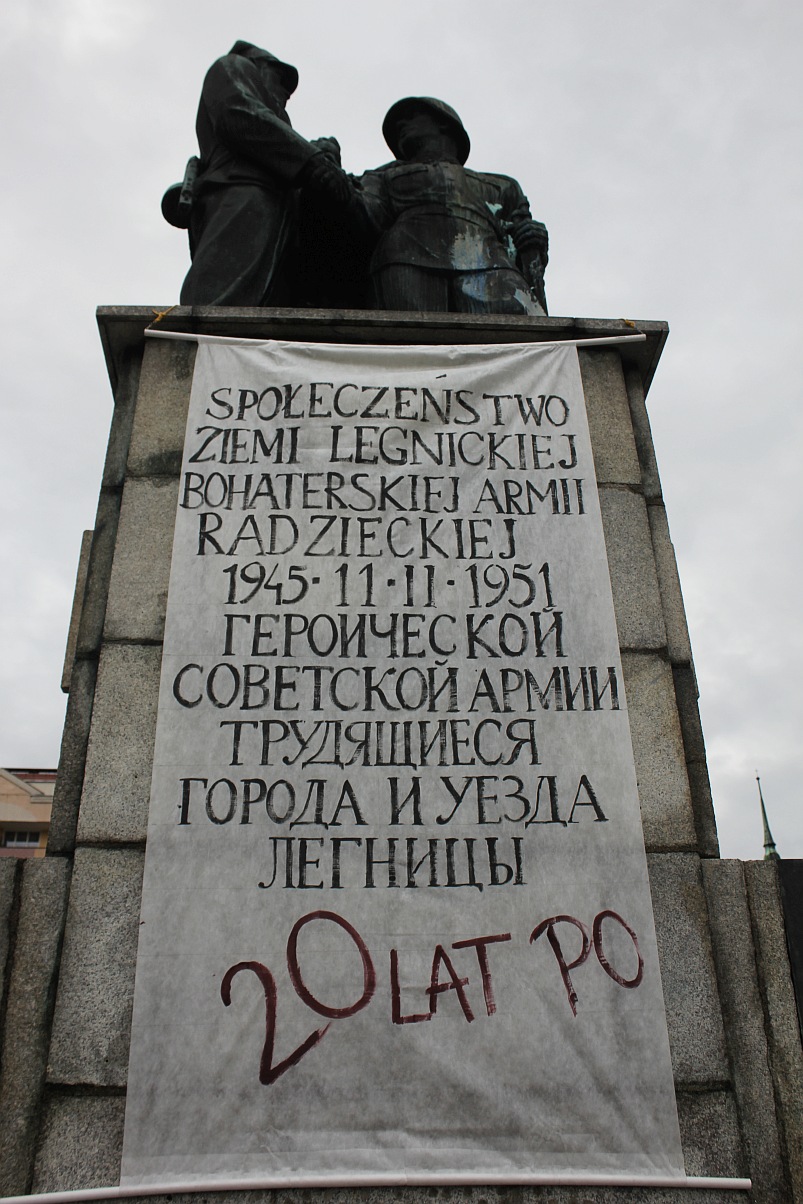 SPOŁECZEŃSTWO
ZIEMI LEGNICKIEJ
BOHATERSKIEJ ARMII
RADZIECKIEJ
1945·11·II·1951
ГЕРОИЧЕСКОЙ
СОВЕТСКОЙ АРМИИ
ТРУДЯЩИЕСЯ
ГОРОДА И УЕЗДА
ЛЕГНИЦЫ
20 LAT PO